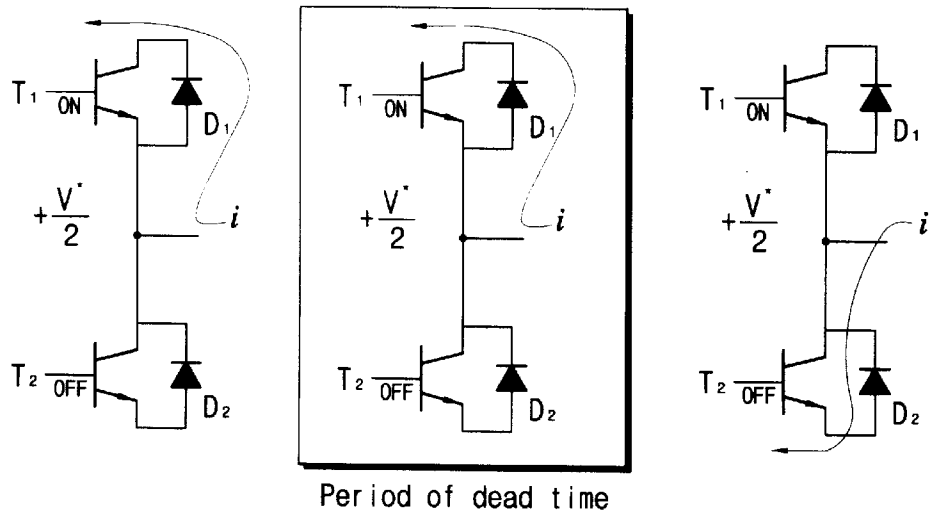 T₁ ON D₁
+V*/2 i
T₂ OFF D₂
T₁ ON D₁
+V*/2 i
T₂ OFF D₂
T₁ ON D₁
+V*/2 i
T₂ OFF D₂
Period of dead time